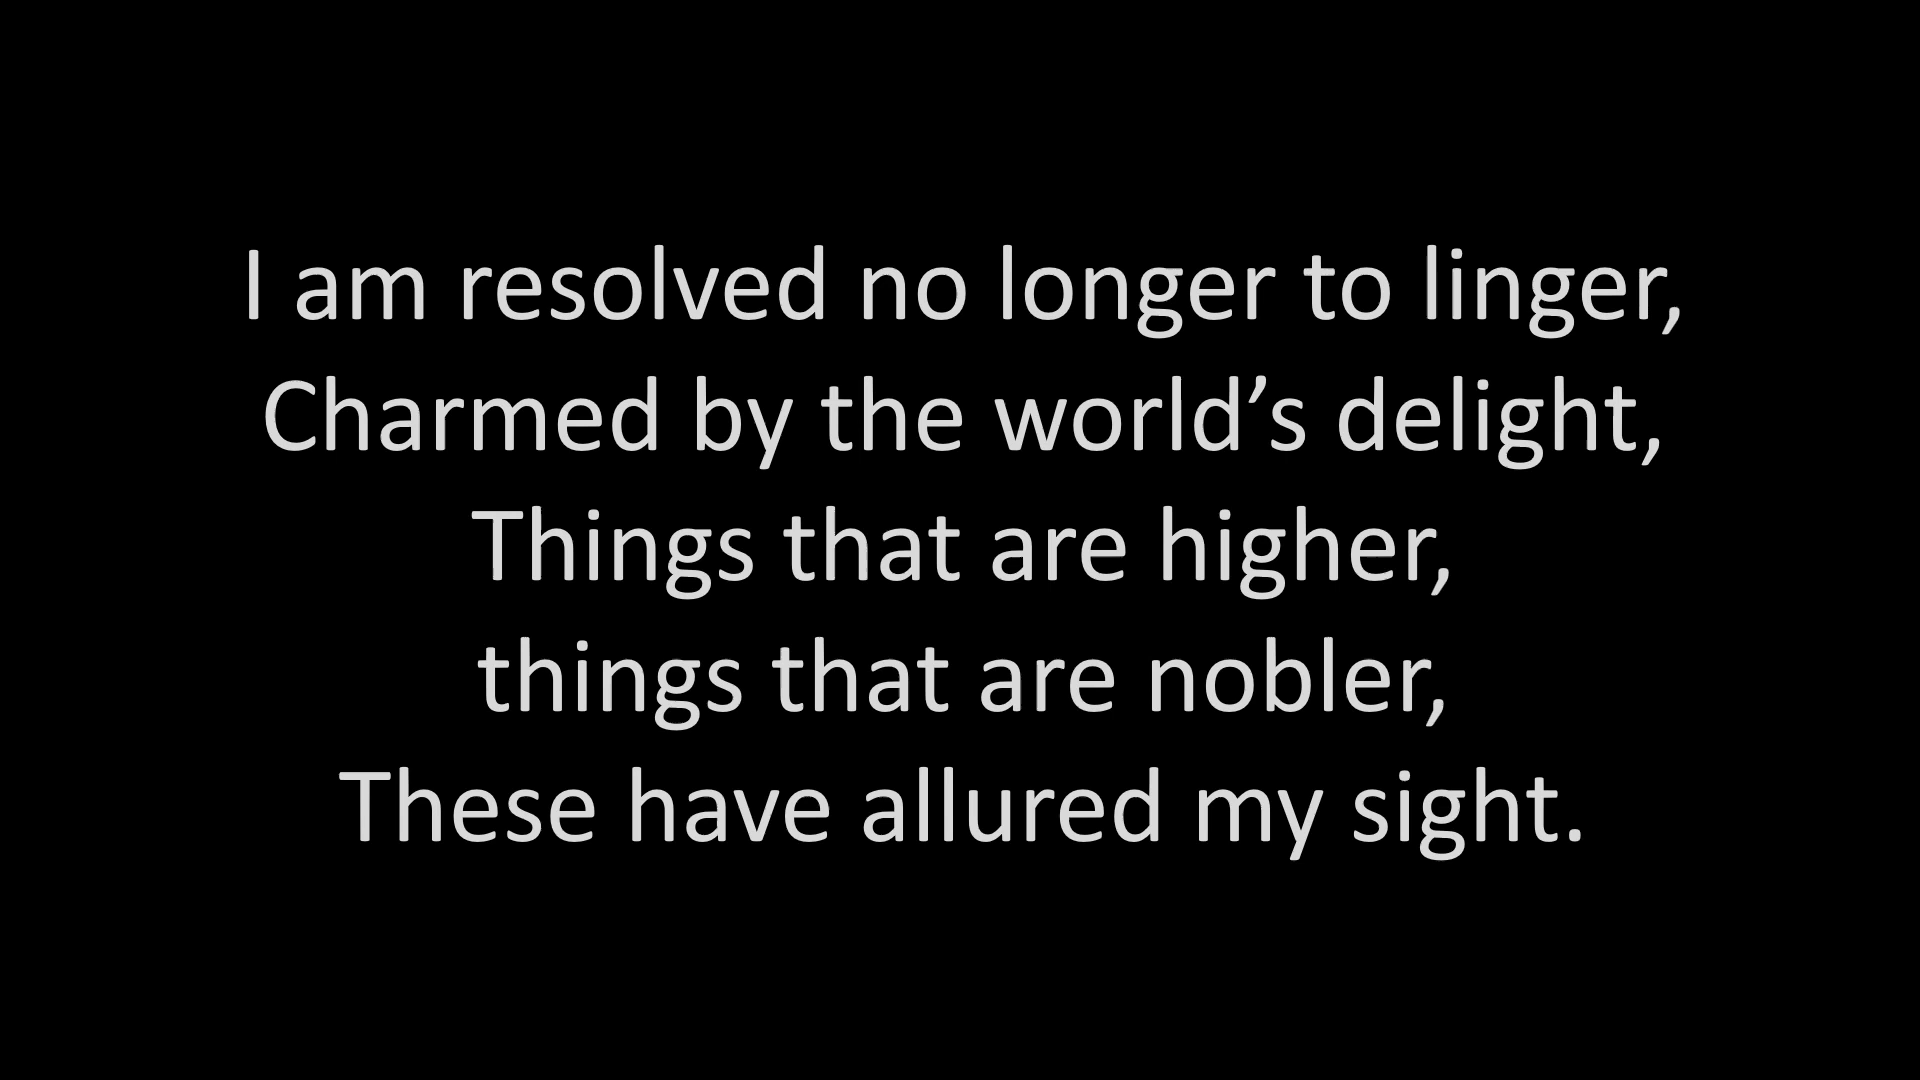 I am resolved no longer to linger,
Charmed by the world’s delight,
Things that are higher,
things that are nobler,
These have allured my sight.